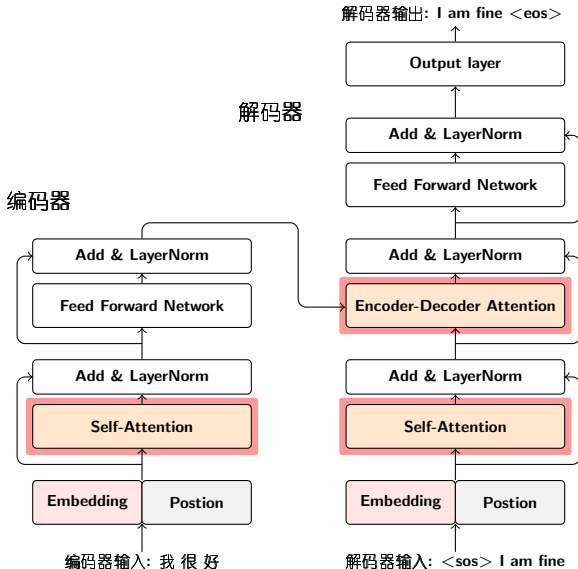 解码器输出: I am fine <eos>
Output layer
解码器
Add & LayerNorm
Feed Forward Network
Add & LayerNorm
Encoder-Decoder Attention
Add & LayerNorm
Self-Attention
Embedding Postion
解码器输入: <sos> I am fine
编码器
Add & LayerNorm
Feed Forward Network
Add & LayerNorm
Self-Attention
Embedding Postion
编码器输入: 我 很 好